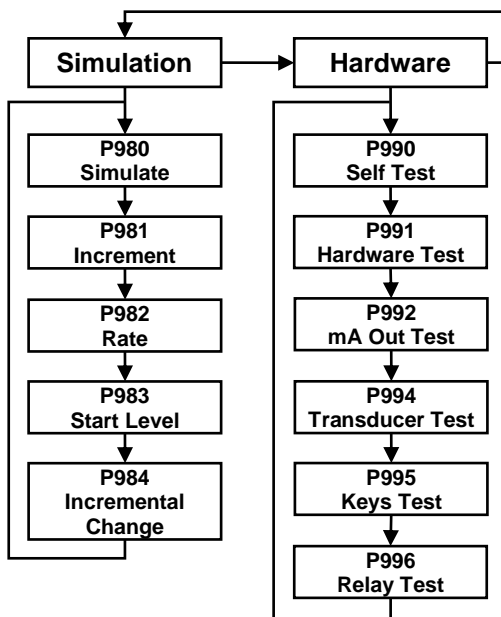 Simulation
P980
Simulate
P981
Increment
P982
Rate
P983
Start Level
P984
Incremental
Change
Hardware
P990
Self Test
P991
Hardware Test
P992
mA Out Test
P994
Transducer Test
P995
Keys Test
P996
Relay Test